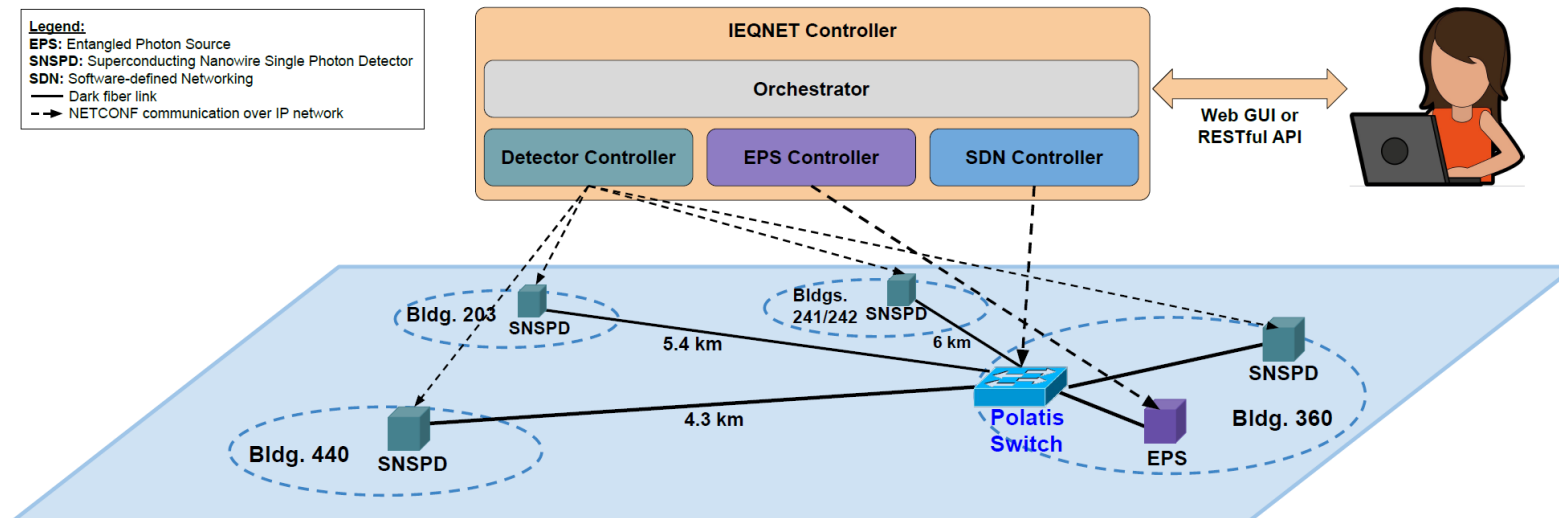 Legend:
EPS: Entangled Photon Source
SNSPD: Superconducting Nanowire Single Photon Detector
SDN: Software-defined Networking
Dark fiber link
NETCONF communication over IP network
IEQNET Controller
Orchestrator
Detector Controller
EPS Controller
SDN Controller
Web GUI or
RESTful API
Bldg. 203
SNSPD
Bldgs.
241/242
SNSPD
5.4 km
6 km
SNSPD
4.3 km
Polatis
Switch
Bldg. 360
Bldg. 440
SNSPD
EPS